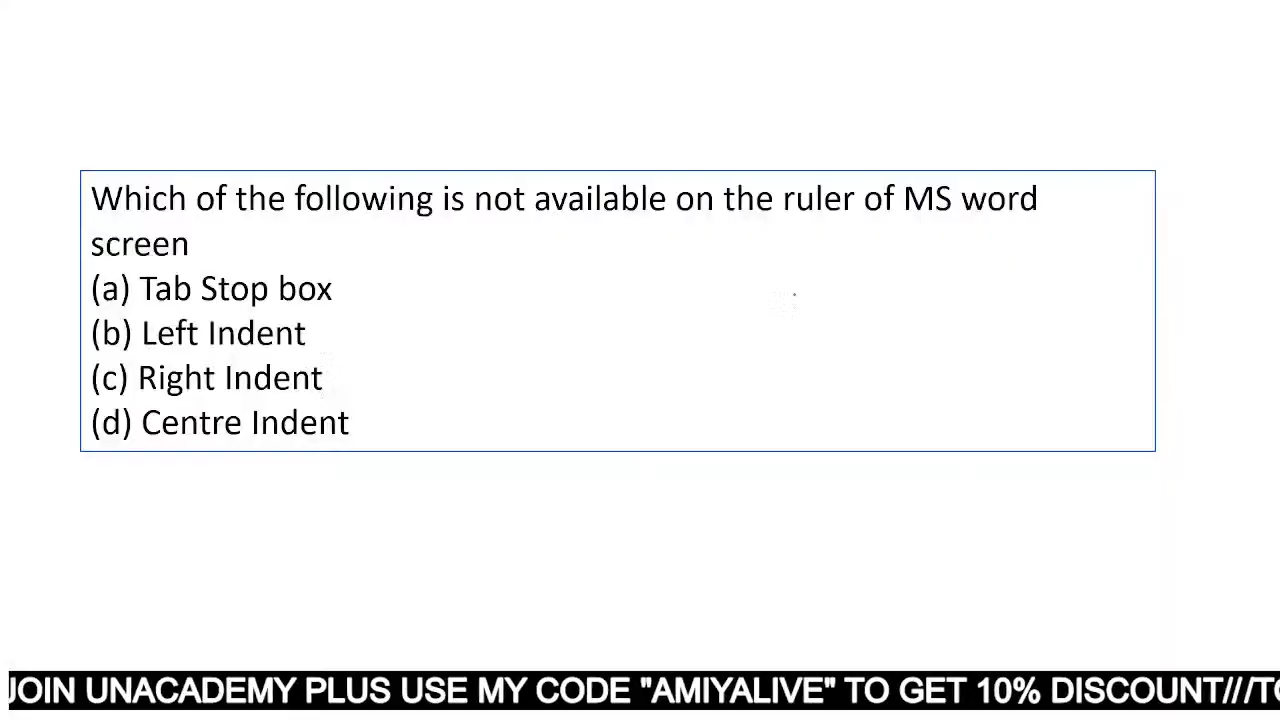 Which of the following is not available on the ruler of MS word
screen
(a) Tab Stop box
(b) Left Indent
(c) Right Indent
(d) Centre Indent
JOIN UNACADEMY PLUS USE MY CODE "AMIYALIVE" TO GET 10% DISCOUNT///